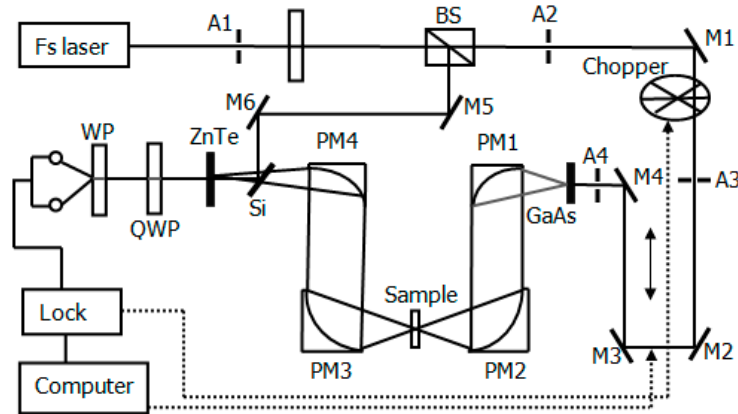 A1
BS
A2
M1
Fs laser
Chopper
M6
M5
WP
ZnTe
PM4
PM1
A4
M4
A3
Si
GaAs
QWP
Sample
Lock
M3
M2
PM3
PM2
Computer